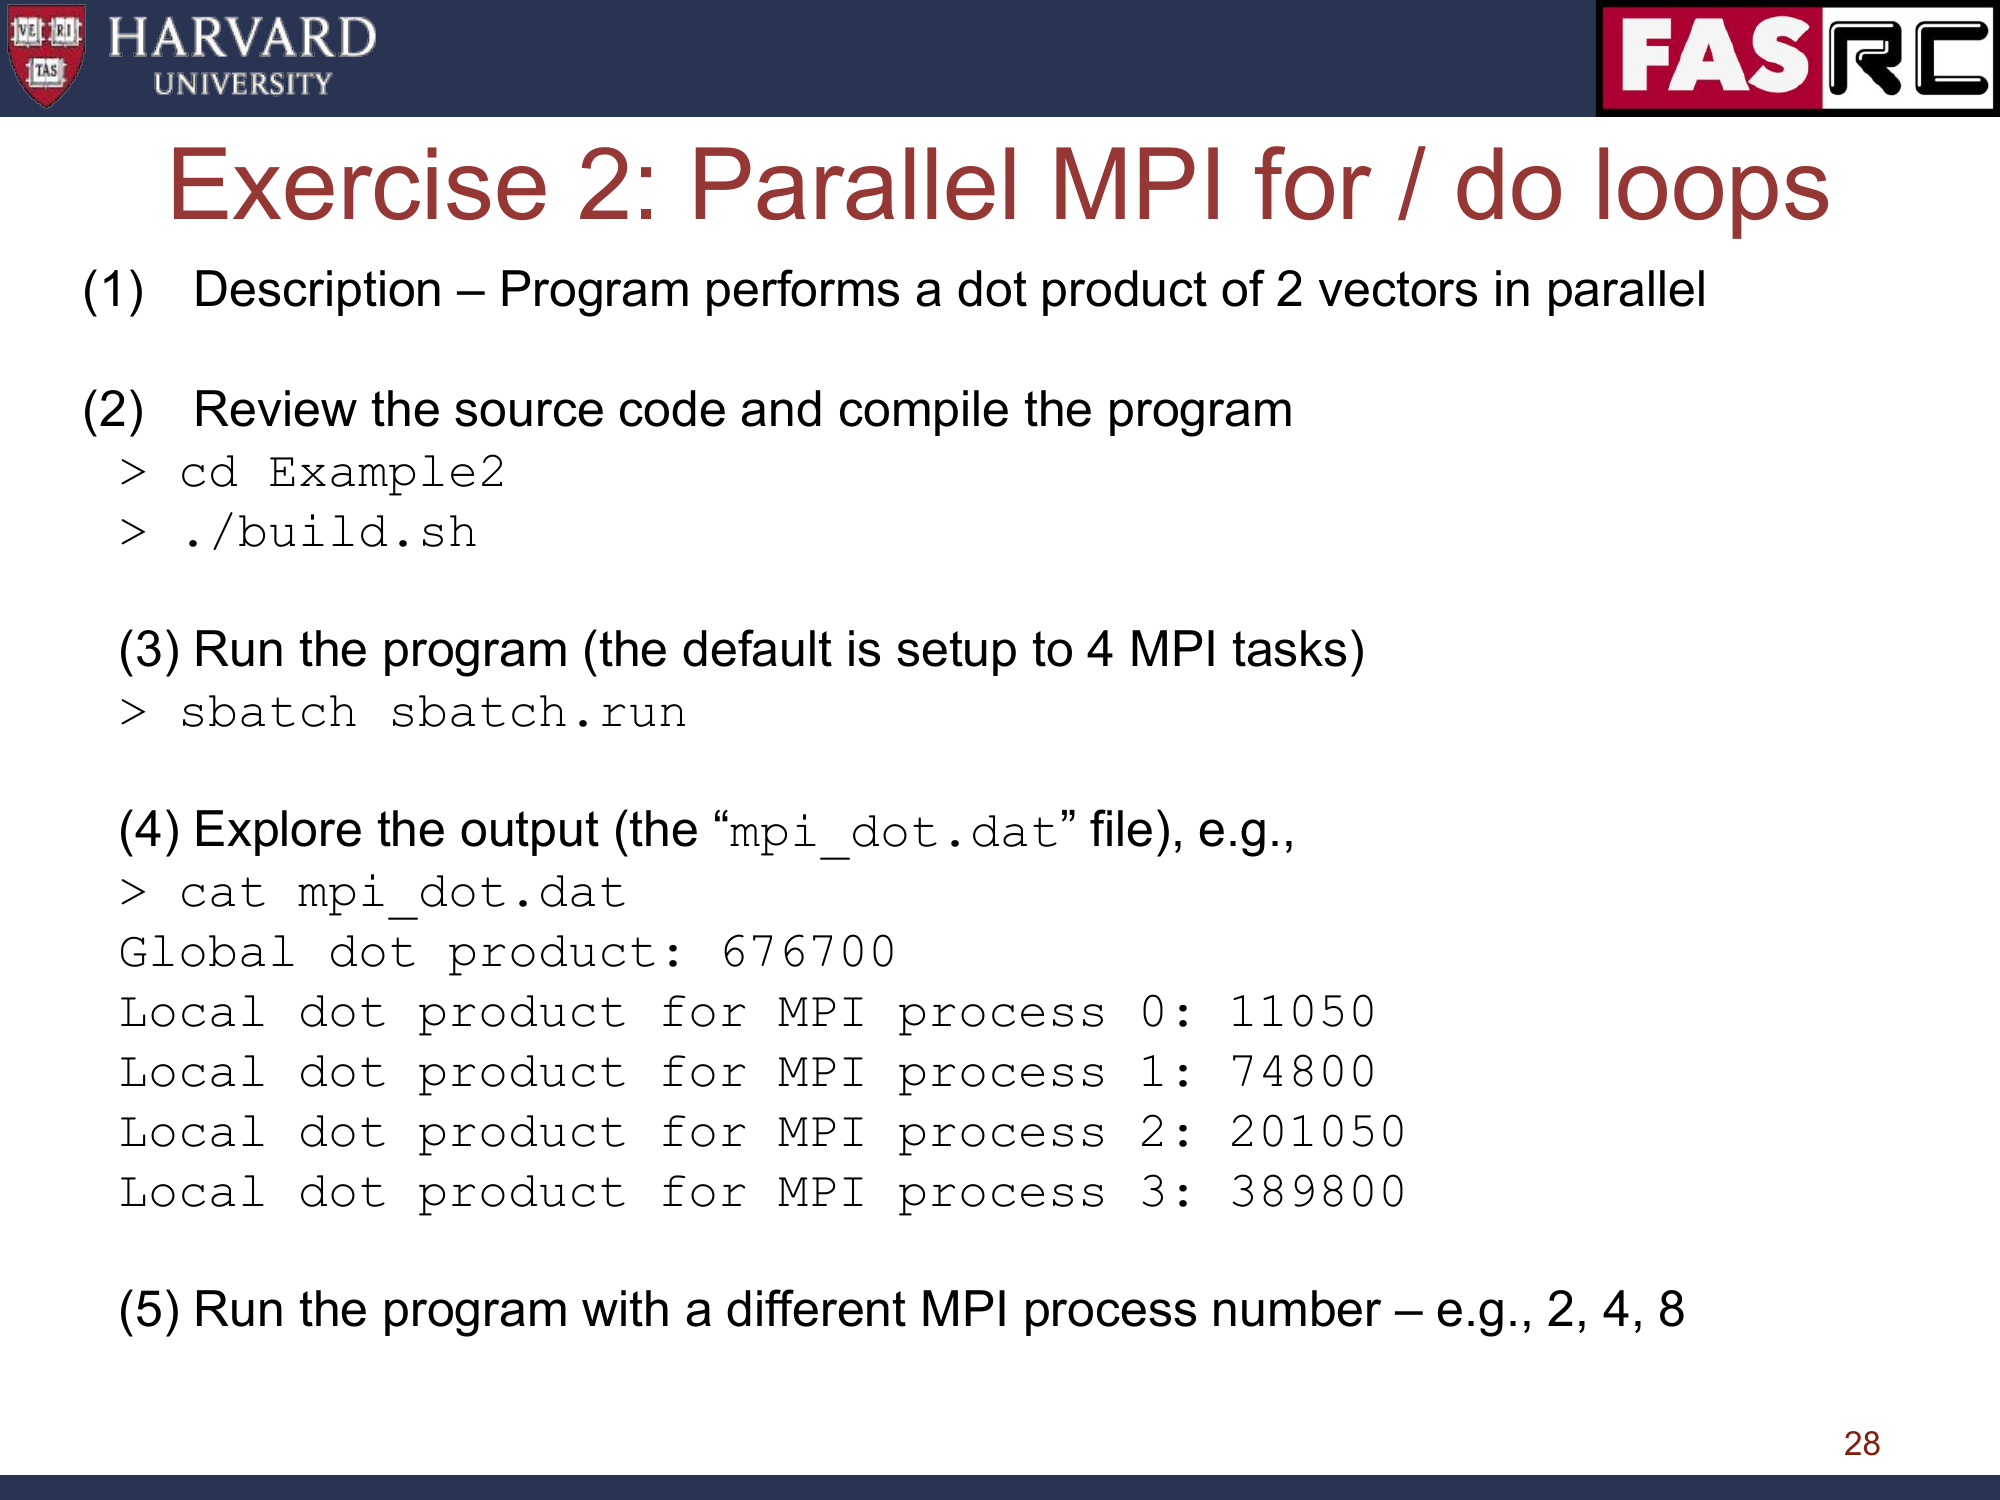 VE RI
TAS
HARVARD
UNIVERSITY
FASRC
Exercise 2: Parallel MPI for / do loops
(1) Description – Program performs a dot product of 2 vectors in parallel
(2) Review the source code and compile the program
> cd Example2
> ./build.sh
(3) Run the program (the default is setup to 4 MPI tasks)
> sbatch sbatch.run
(4) Explore the output (the “mpi_dot.dat” file), e.g.,
> cat mpi_dot.dat
Global dot product: 676700
Local dot product for MPI process 0: 11050
Local dot product for MPI process 1: 74800
Local dot product for MPI process 2: 201050
Local dot product for MPI process 3: 389800
(5) Run the program with a different MPI process number – e.g., 2, 4, 8
28